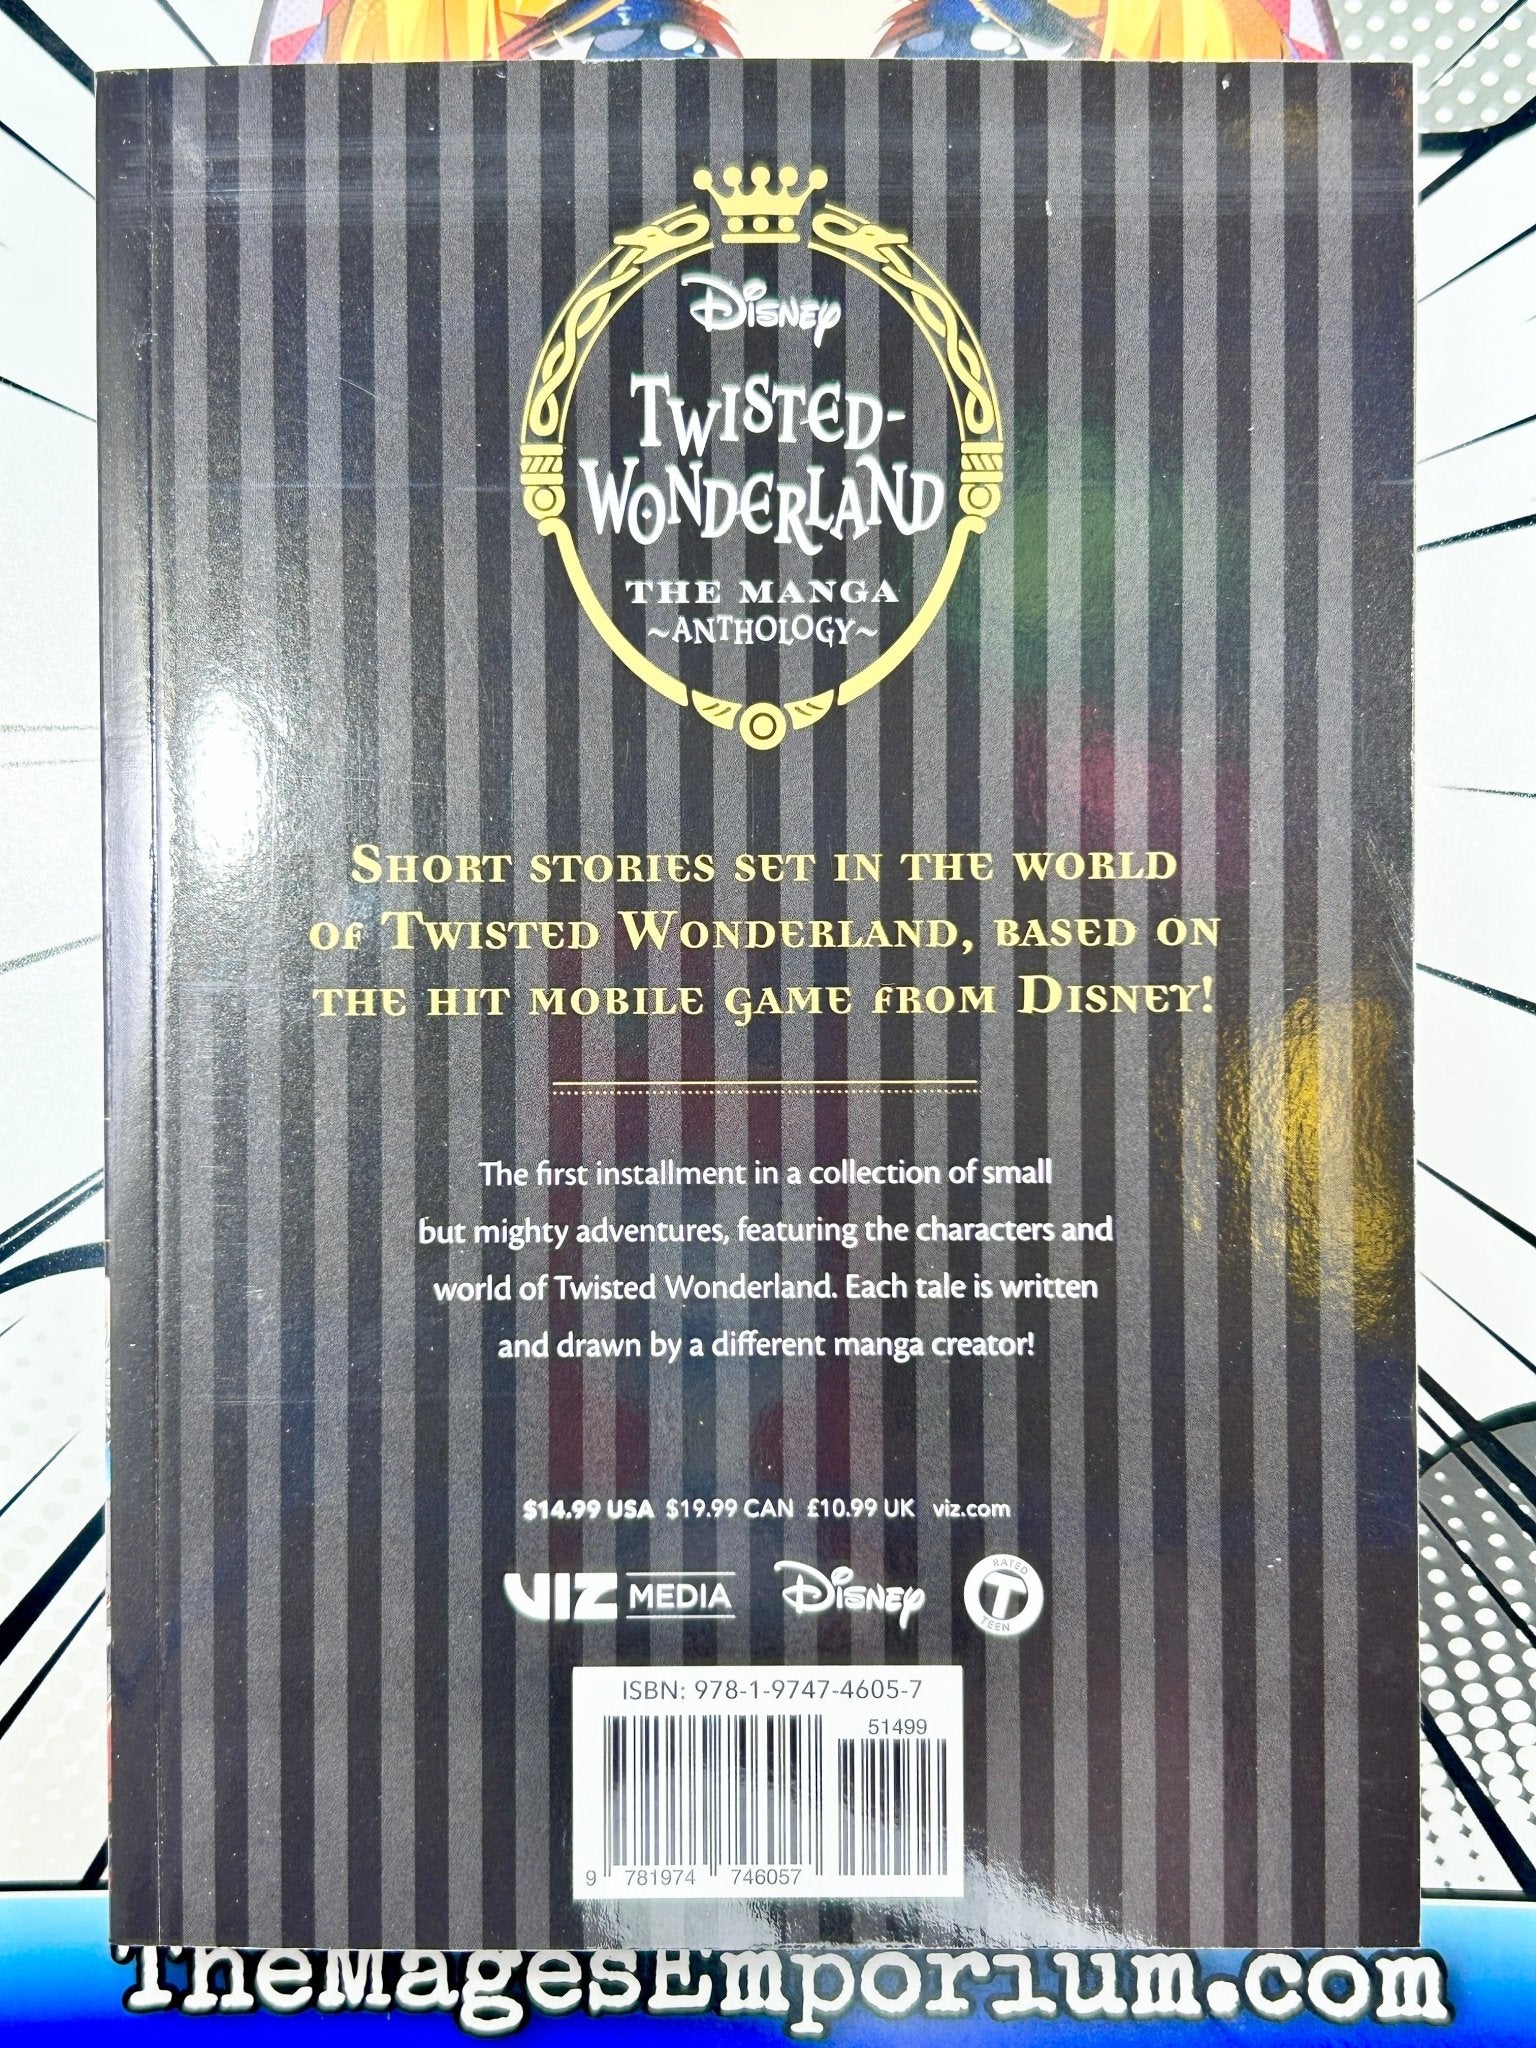 Disney
Twisted-
Wonderland
THE MANGA
~ANTHOLOGY~
Short stories set in the world
of Twisted Wonderland, based on
the hit mobile game from Disney!
The first installment in a collection of small
but mighty adventures, featuring the characters and
world of Twisted Wonderland. Each tale is written
and drawn by a different manga creator!
$14.99 USA $19.99 CAN £10.99 UK viz.com
VIZ MEDIA Disney RATED T TEEN
ISBN: 978-1-9747-4605-7
51499
9 781974 746057
TheMagesEmporium.com